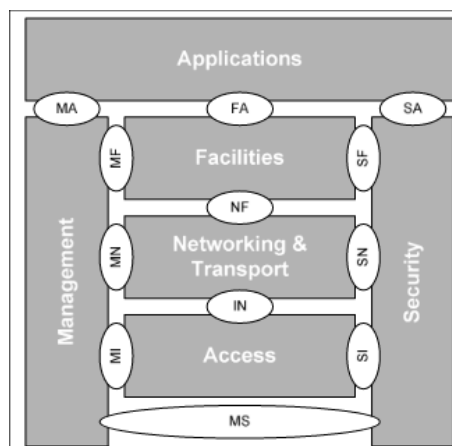 Applications
MA
FA
SA
MF
Facilities
SF
NF
Management
MN
Networking &
Transport
SN
Security
IN
MI
Access
SI
MS